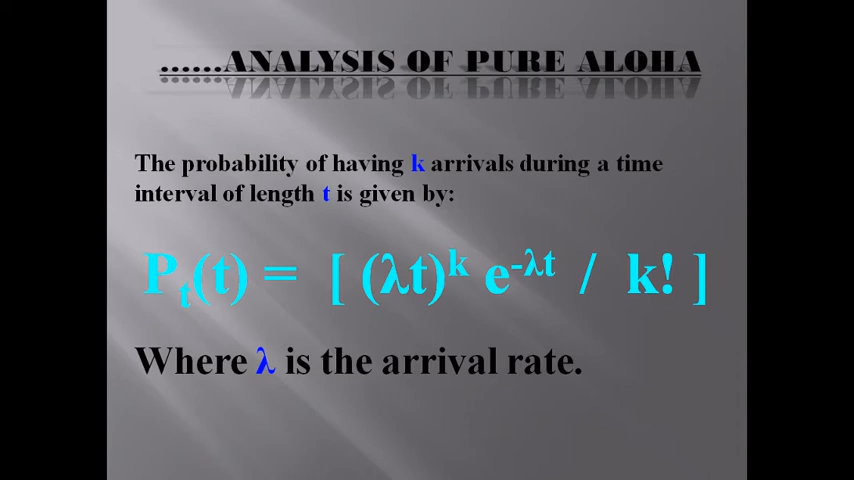 ......ANALYSIS OF PURE ALOHA
The probability of having k arrivals during a time
interval of length t is given by:
Pₜ(t) = [ (λt)ᵏ e^-λt / k! ]
Where λ is the arrival rate.